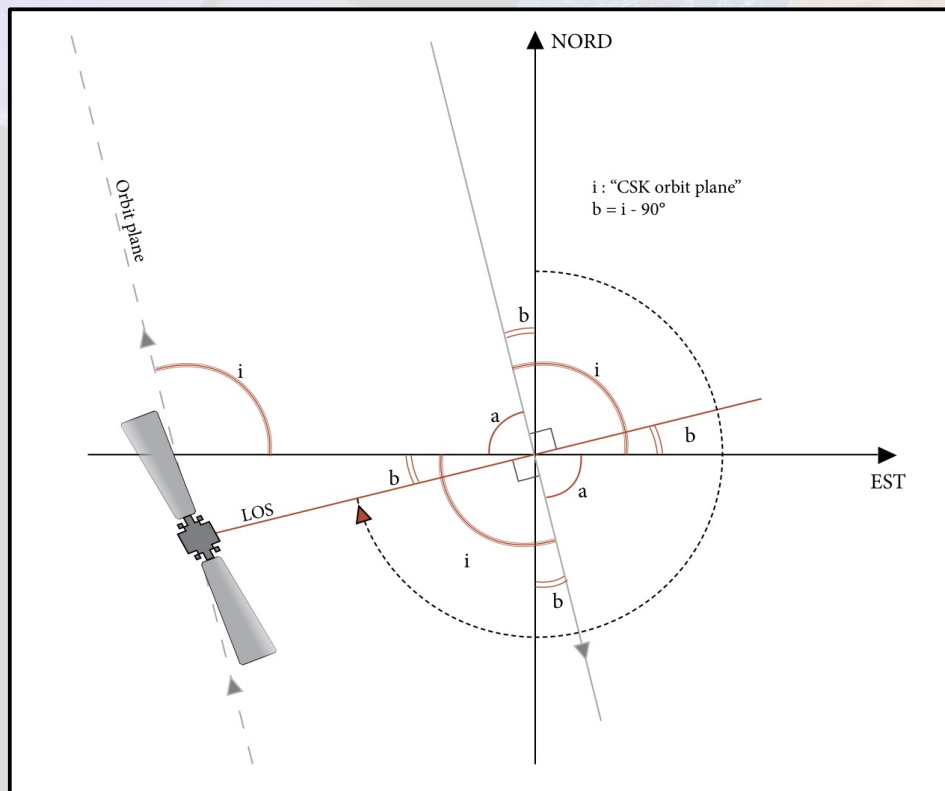 NORD
i : “CSK orbit plane”
b = i - 90°
Orbit plane
b
i
i
a
b
EST
b
a
LOS
i
b